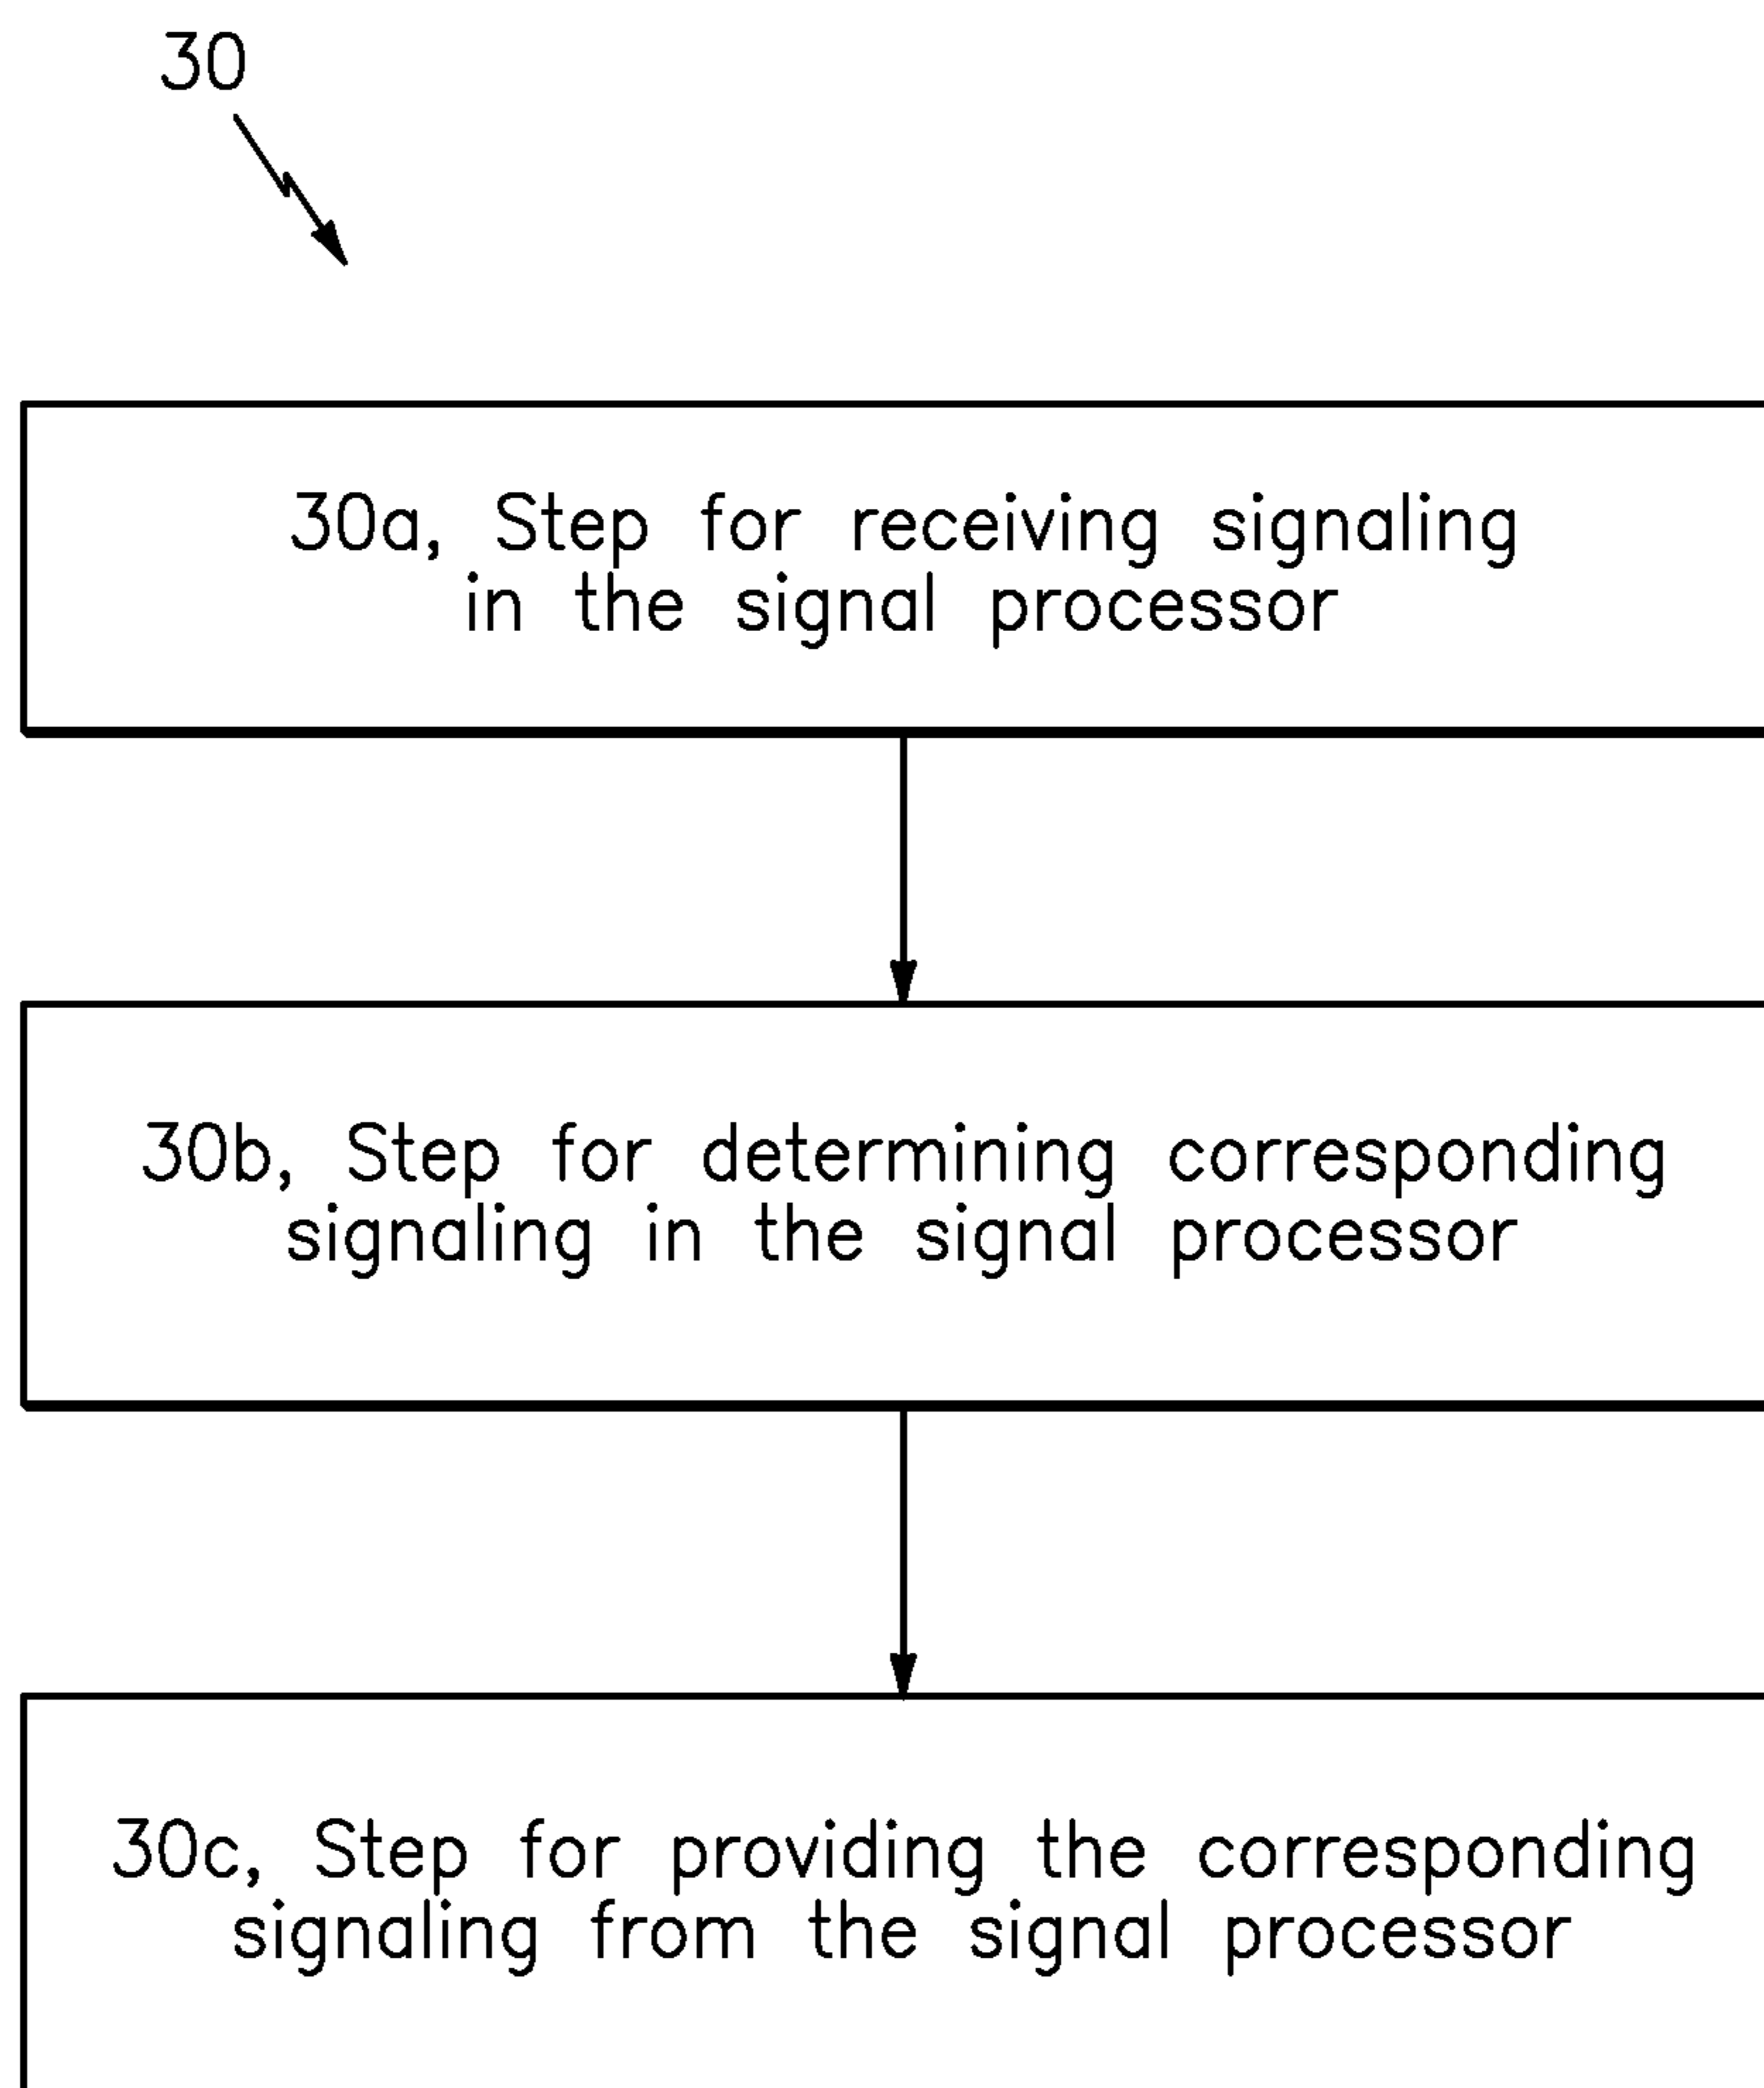 30
30a, Step for receiving signaling
in the signal processor
30b, Step for determining corresponding
signaling in the signal processor
30c, Step for providing the corresponding
signaling from the signal processor